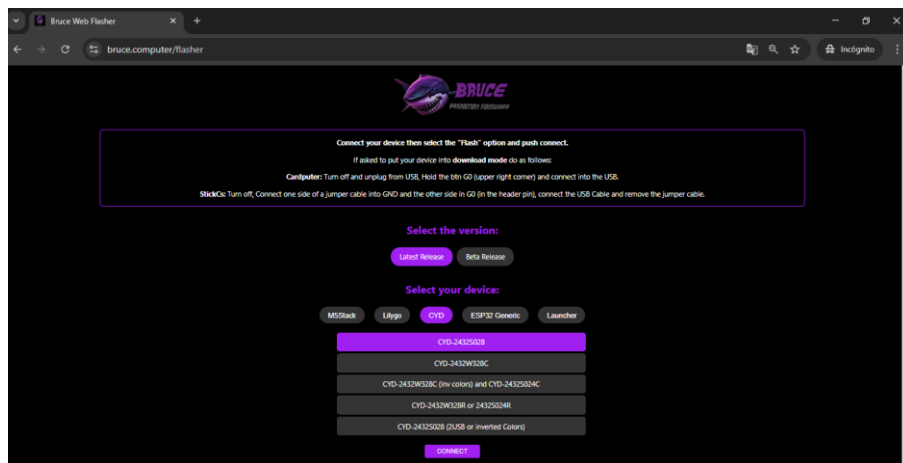 Bruce Web Flasher
bruce.computer/flasher
Incógnito
BRUCE
PREDATORY FIRMWARE
Connect your device then select the "Flash" option and push connect.
If asked to put your device into download mode do as follows:
Cardputer: Turn off and unplug from USB, Hold the btn G0 (upper right corner) and connect into the USB.
StickCs: Turn off, Connect one side of a jumper cable into GND and the other side in G0 (in the header pin), connect the USB Cable and remove the jumper cable.
Select the version:
Latest Release Beta Release
Select your device:
M5Stack Lilygo CYD ESP32 Generic Launcher
CYD-2432S028
CYD-2432W328C
CYD-2432W328C (inv colors) and CYD-2432S024C
CYD-2432W328R or 2432S024R
CYD-2432S028 (2USB or Inverted Colors)
CONNECT